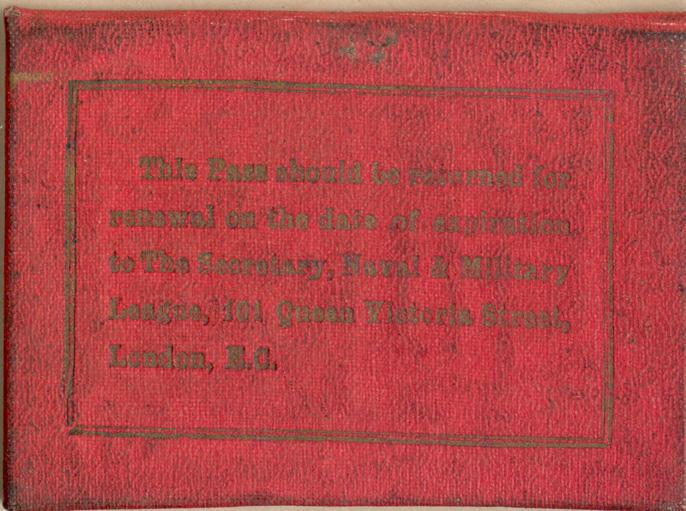 This Pass should be returned for
renewal on the date of expiration
to The Secretary, Naval & Military
League, 101 Queen Victoria Street,
London, E.C.